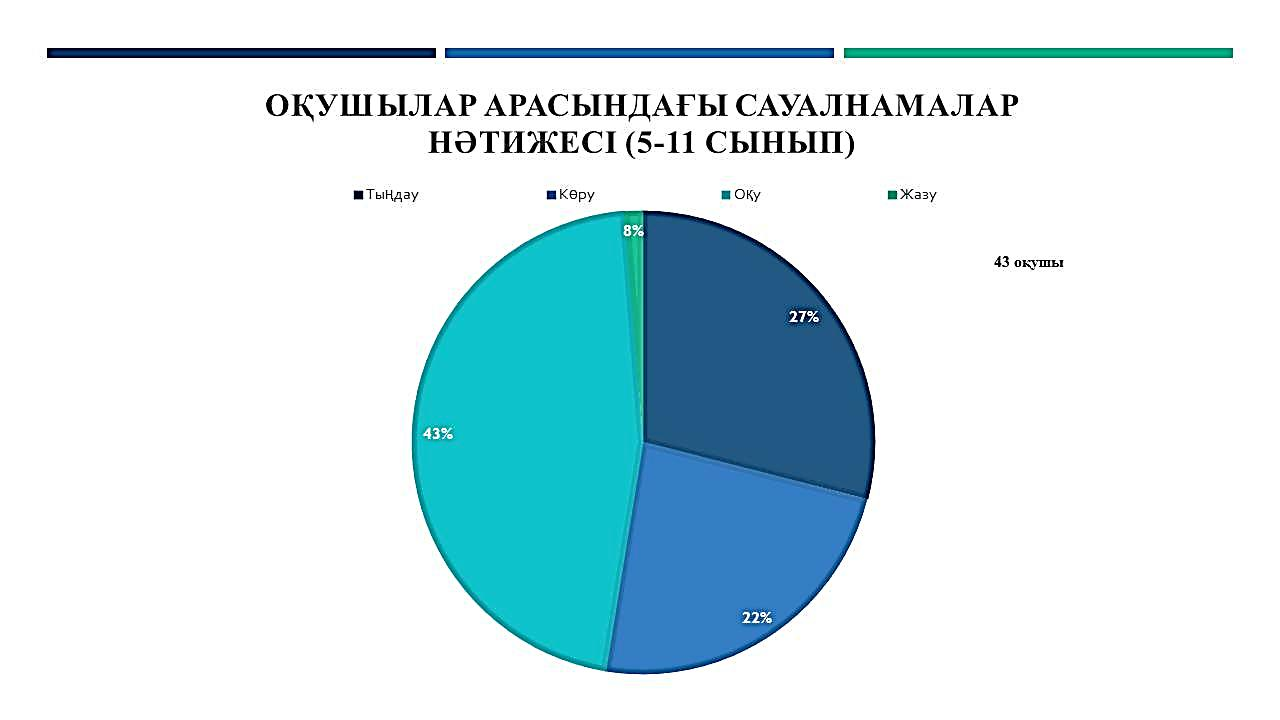 ОҚУШЫЛАР АРАСЫНДАҒЫ САУАЛНАМАЛАР
НӘТИЖЕСІ (5-11 СЫНЫП)
Тыңдау
Көру
Оқу
Жазу
8%
43 оқушы
27%
43%
22%